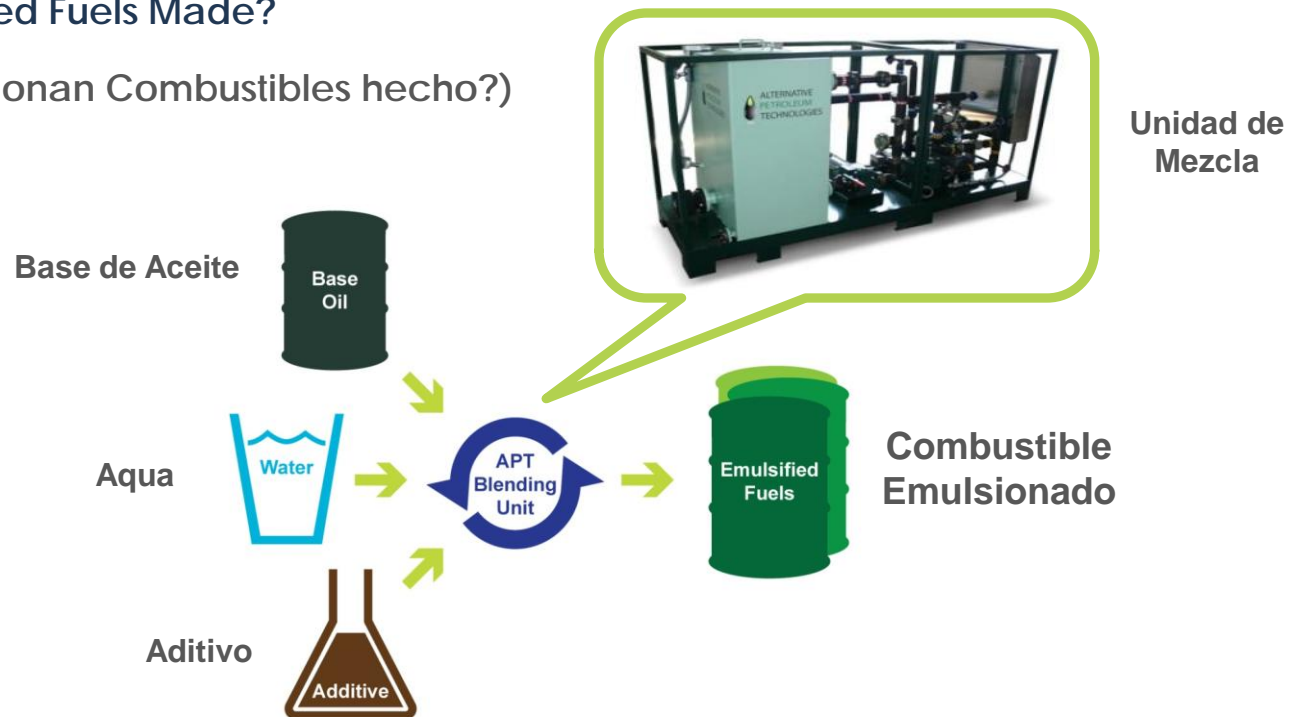 ed Fuels Made?
onan Combustibles hecho?)
ALTERNATIVE
PETROLEUM
TECHNOLOGIES
Unidad de
Mezcla
Base de Aceite
Base
Oil
Aqua
Water
APT
Blending
Unit
Emulsified
Fuels
Combustible
Emulsionado
Aditivo
Additive